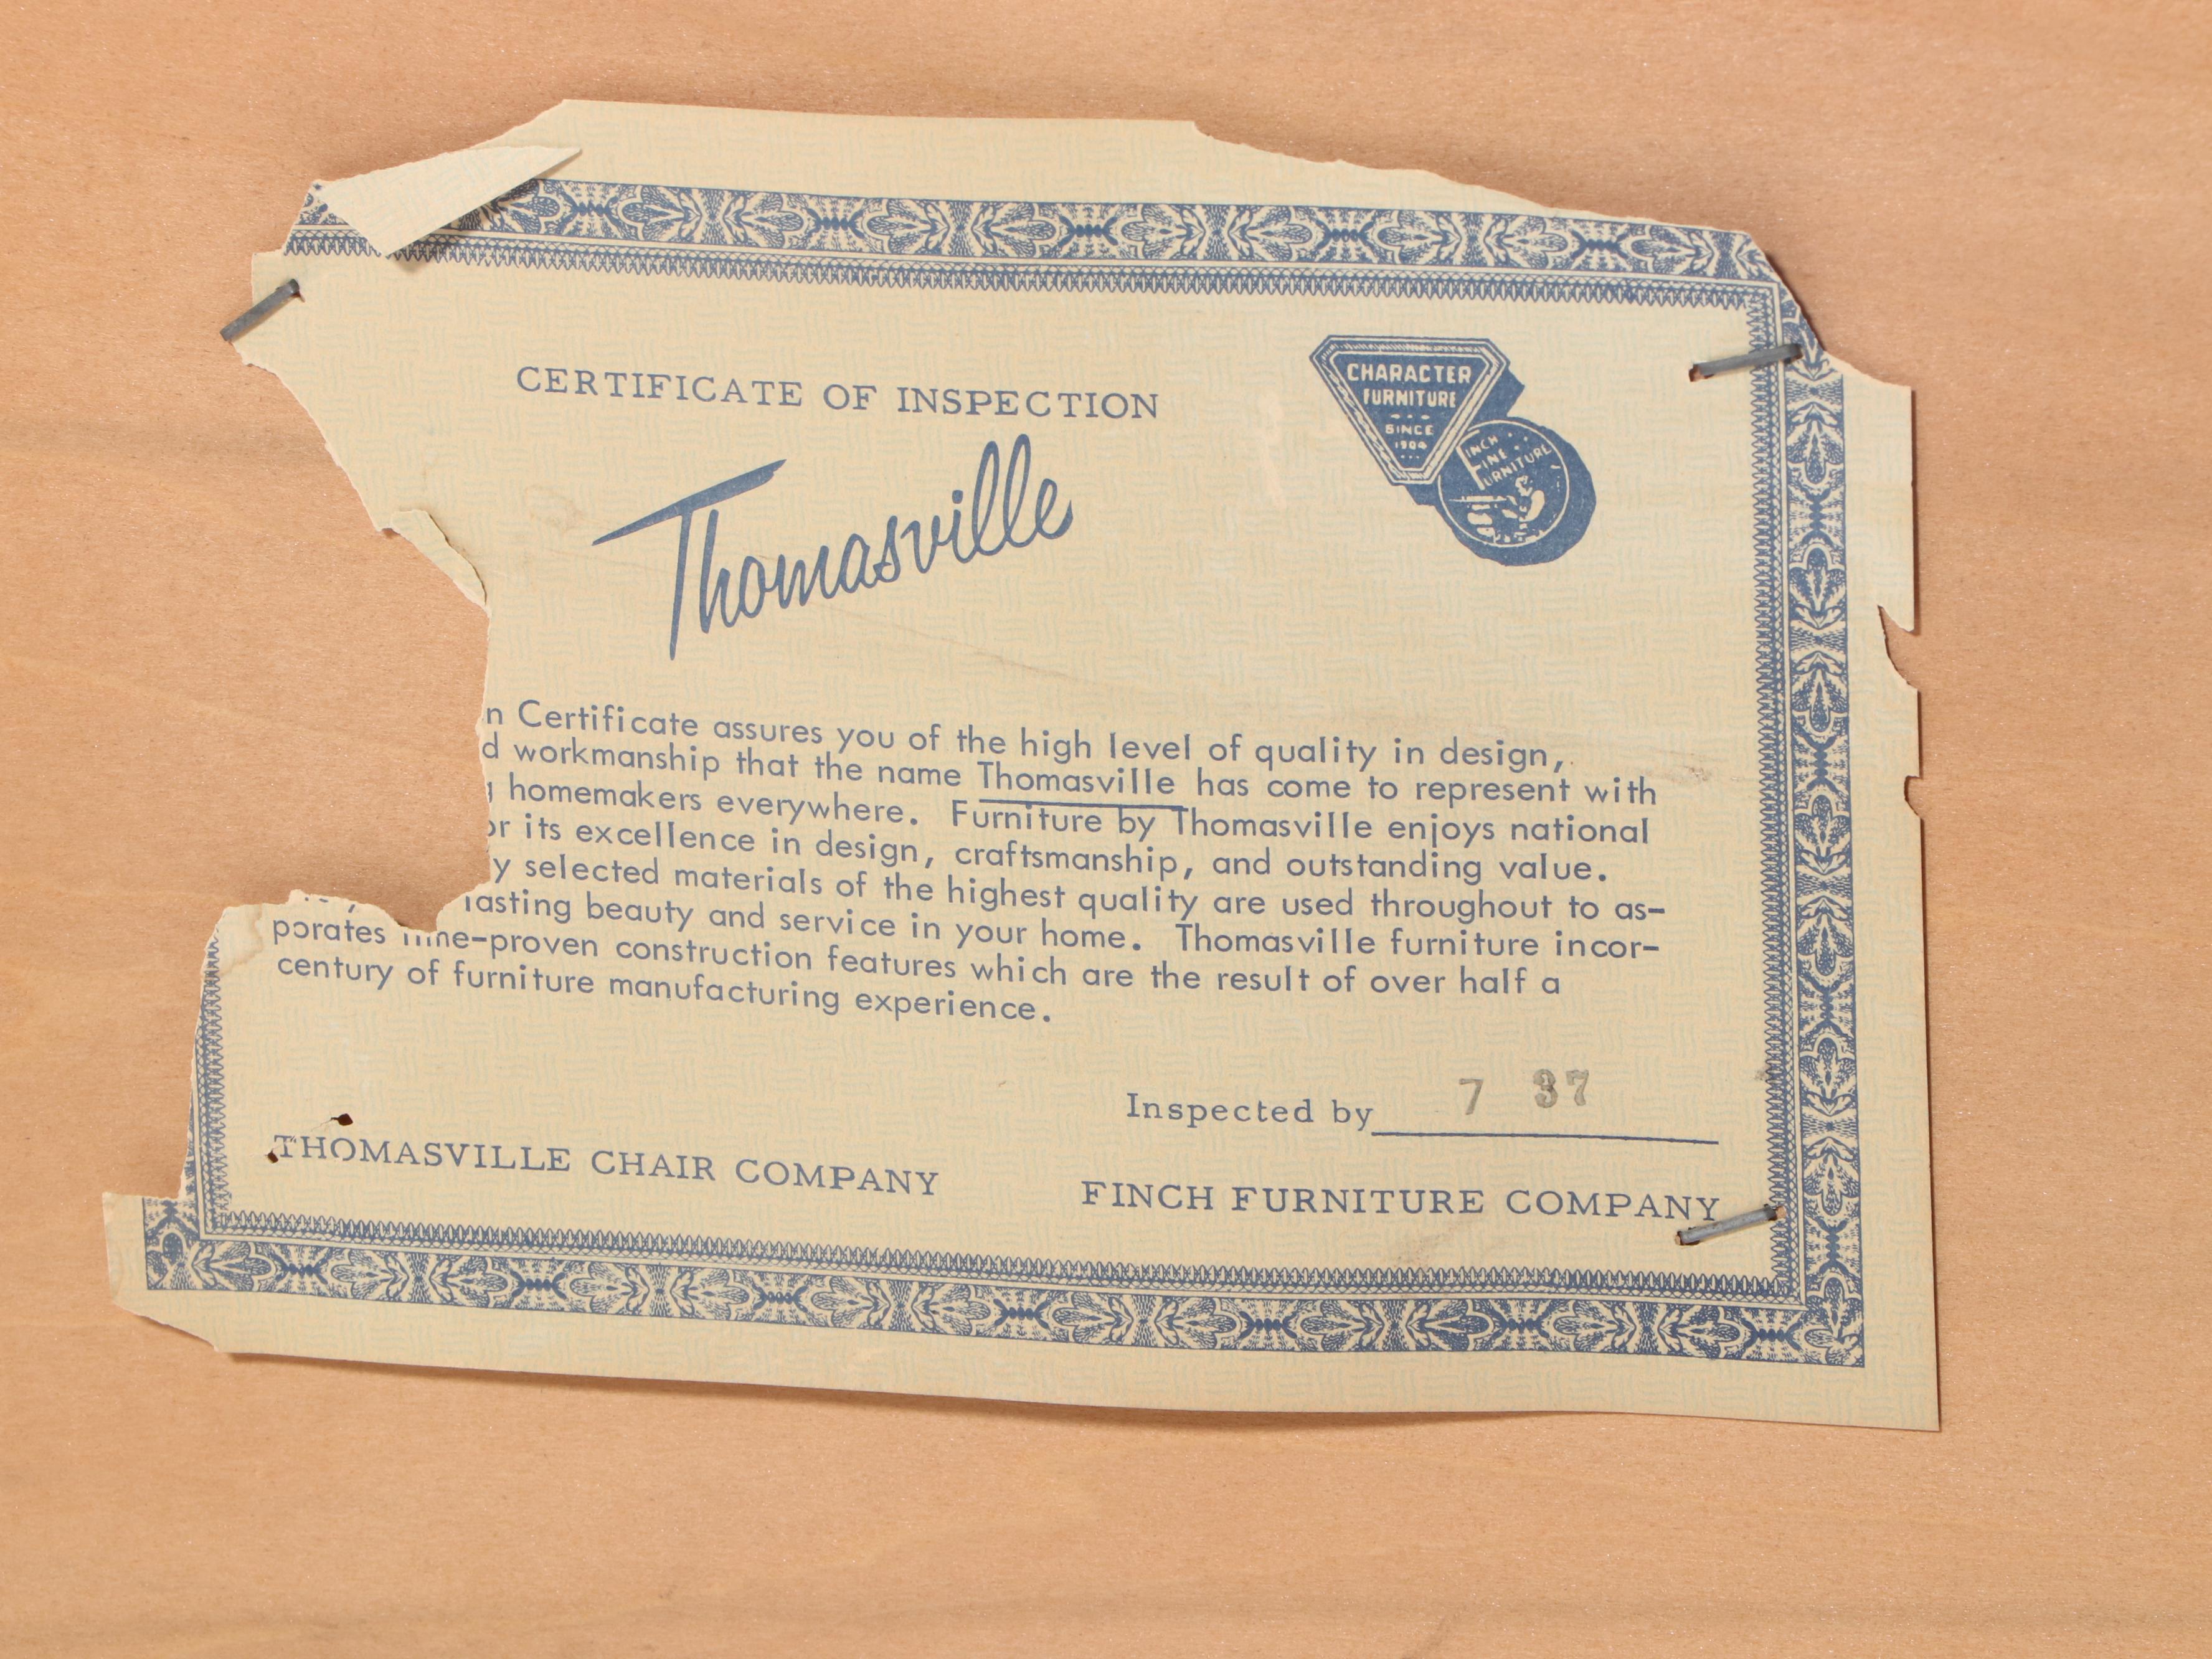 CERTIFICATE OF INSPECTION
Thomasville
CHARACTER
FURNITURE
SINCE
1904
FINCH
FINE
FURNITURE
n Certificate assures you of the high level of quality in design,
d workmanship that the name Thomasville has come to represent with
homemakers everywhere. Furniture by Thomasville enjoys national
or its excellence in design, craftsmanship, and outstanding value.
y selected materials of the highest quality are used throughout to as-
lasting beauty and service in your home. Thomasville furniture incor-
porates time-proven construction features which are the result of over half a
century of furniture manufacturing experience.
Inspected by 7 37
THOMASVILLE CHAIR COMPANY
FINCH FURNITURE COMPANY